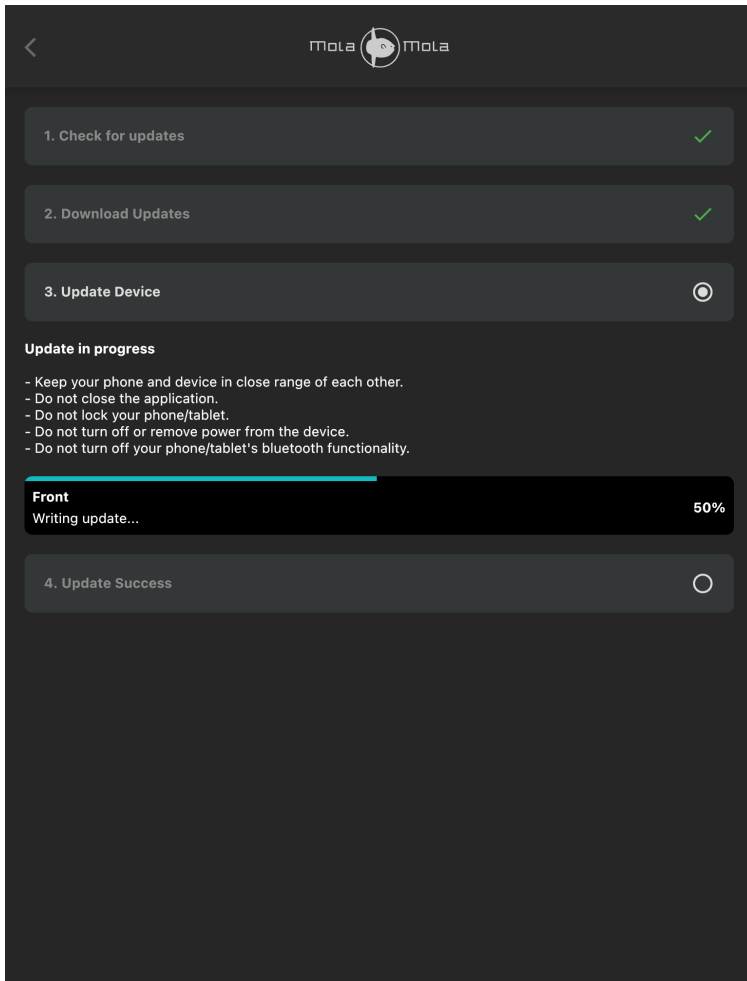 mola mola
1. Check for updates
2. Download Updates
3. Update Device
Update in progress
- Keep your phone and device in close range of each other.
- Do not close the application.
- Do not lock your phone/tablet.
- Do not turn off or remove power from the device.
- Do not turn off your phone/tablet's bluetooth functionality.
Front
Writing update...
50%
4. Update Success